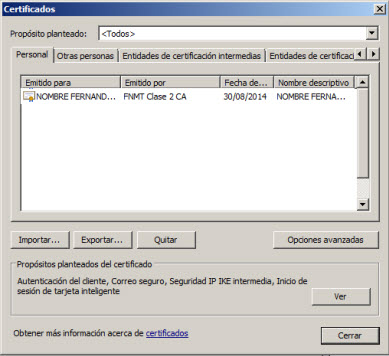 Certificados
Propósito planteado: <Todos>
Personal Otras personas Entidades de certificación intermedias Entidades de certificac
Emitido para Emitido por Fecha de... Nombre descriptivo
NOMBRE FERNAND... FNMT Clase 2 CA 30/08/2014 NOMBRE FERNA...
Importar... Exportar... Quitar Opciones avanzadas
Propósitos planteados del certificado
Autenticación del cliente, Correo seguro, Seguridad IP IKE intermedia, Inicio de
sesión de tarjeta inteligente
Ver
Obtener más información acerca de certificados
Cerrar